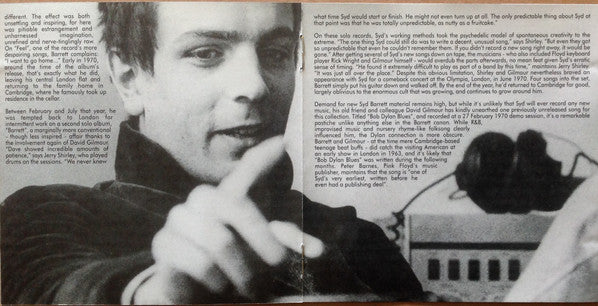 different. The effect was both
unsettling and inspiring, for here
was pitiable estrangement and
unharnessed imagination,
unrefined and nerve-tinglingly raw.
On "Feel", one of the record's more
despairing songs, Barrett complains:
"I want to go home..." Early in 1970,
around the time of the album's
release, that's exactly what he did,
leaving his central London flat and
returning to the family home in
Cambridge, where he famously took up
residence in the cellar.
Between February and July that year, he
was tempted back to London for
intermittent work on a second solo album,
"Barrett", a marginally more conventional
- though less inspired - affair thanks to
the involvement again of David Gilmour.
"Dave showed incredible amounts of
patience," says Jerry Shirley, who played
drums on the sessions. "We never knew
what time Syd would start or finish. He might not even turn up at all. The only predictable thing about Syd at
that point was that he was totally unpredictable, as nutty as a fruitcake."
On these solo records, Syd's working methods took the psychedelic model of spontaneous creativity to the
extreme. "The one thing Syd could still do was to write a decent, unusual song," says Shirley. "But even they got
so unpredictable that even he couldn't remember them. If you didn't record a new song right away, it would be
gone." After getting several of Syd's new songs down on tape, the musicians - who also included Floyd keyboard
player Rick Wright and Gilmour himself - would overdub the parts afterwards, no mean feat given Syd's erratic
sense of timing. "He found it extremely difficult to play as part of a band by this time," maintains Jerry Shirley.
"It was just all over the place." Despite this obvious limitation, Shirley and Gilmour nevertheless braved an
appearance with Syd for a comeback concert at the Olympia, London, in June 1970. Four songs into the set,
Barrett simply put his guitar down and walked off. By the end of the year, he'd returned to Cambridge for good,
largely oblivious to the enormous cult that was growing, and continues to grow around him.
Demand for new Syd Barrett material remains high, but while it's unlikely that Syd will ever record any new
music, his old friend and colleague David Gilmour has kindly unearthed one previously unreleased song for
this collection. Titled "Bob Dylan Blues", and recorded at a 27 February 1970 demo session, it's a remarkable
pastiche unlike anything else in the Barrett canon. While R&B,
improvised music and nursery rhyme-like folksong clearly
influenced him, the Dylan connection is more obscure.
Barrett and Gilmour - at the time mere Cambridge-based
teenage beat buffs - did catch the visiting American at
an early show in London in 1963, and it's likely that
"Bob Dylan Blues" was written during the following
months. Peter Barnes, Pink Floyd's music
publisher, maintains that the song is "one of
Syd's very earliest, written before he
even had a publishing deal".